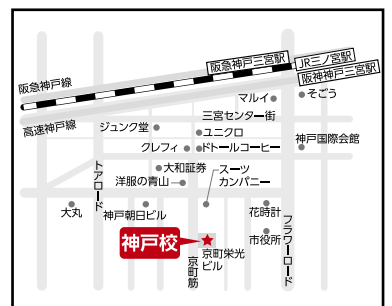 阪急神戸三宮駅
JR三ノ宮駅
阪神神戸三宮駅
阪急神戸線
高速神戸線
マルイ
そごう
三宮センター街
ジュンク堂
ユニクロ
神戸国際会館
クレフィ
ドトールコーヒー
大和証券
洋服の青山
スーツ
カンパニー
トアロード
大丸
神戸朝日ビル
花時計
フラワーロード
市役所
神戸校
京町栄光
ビル
京町筋